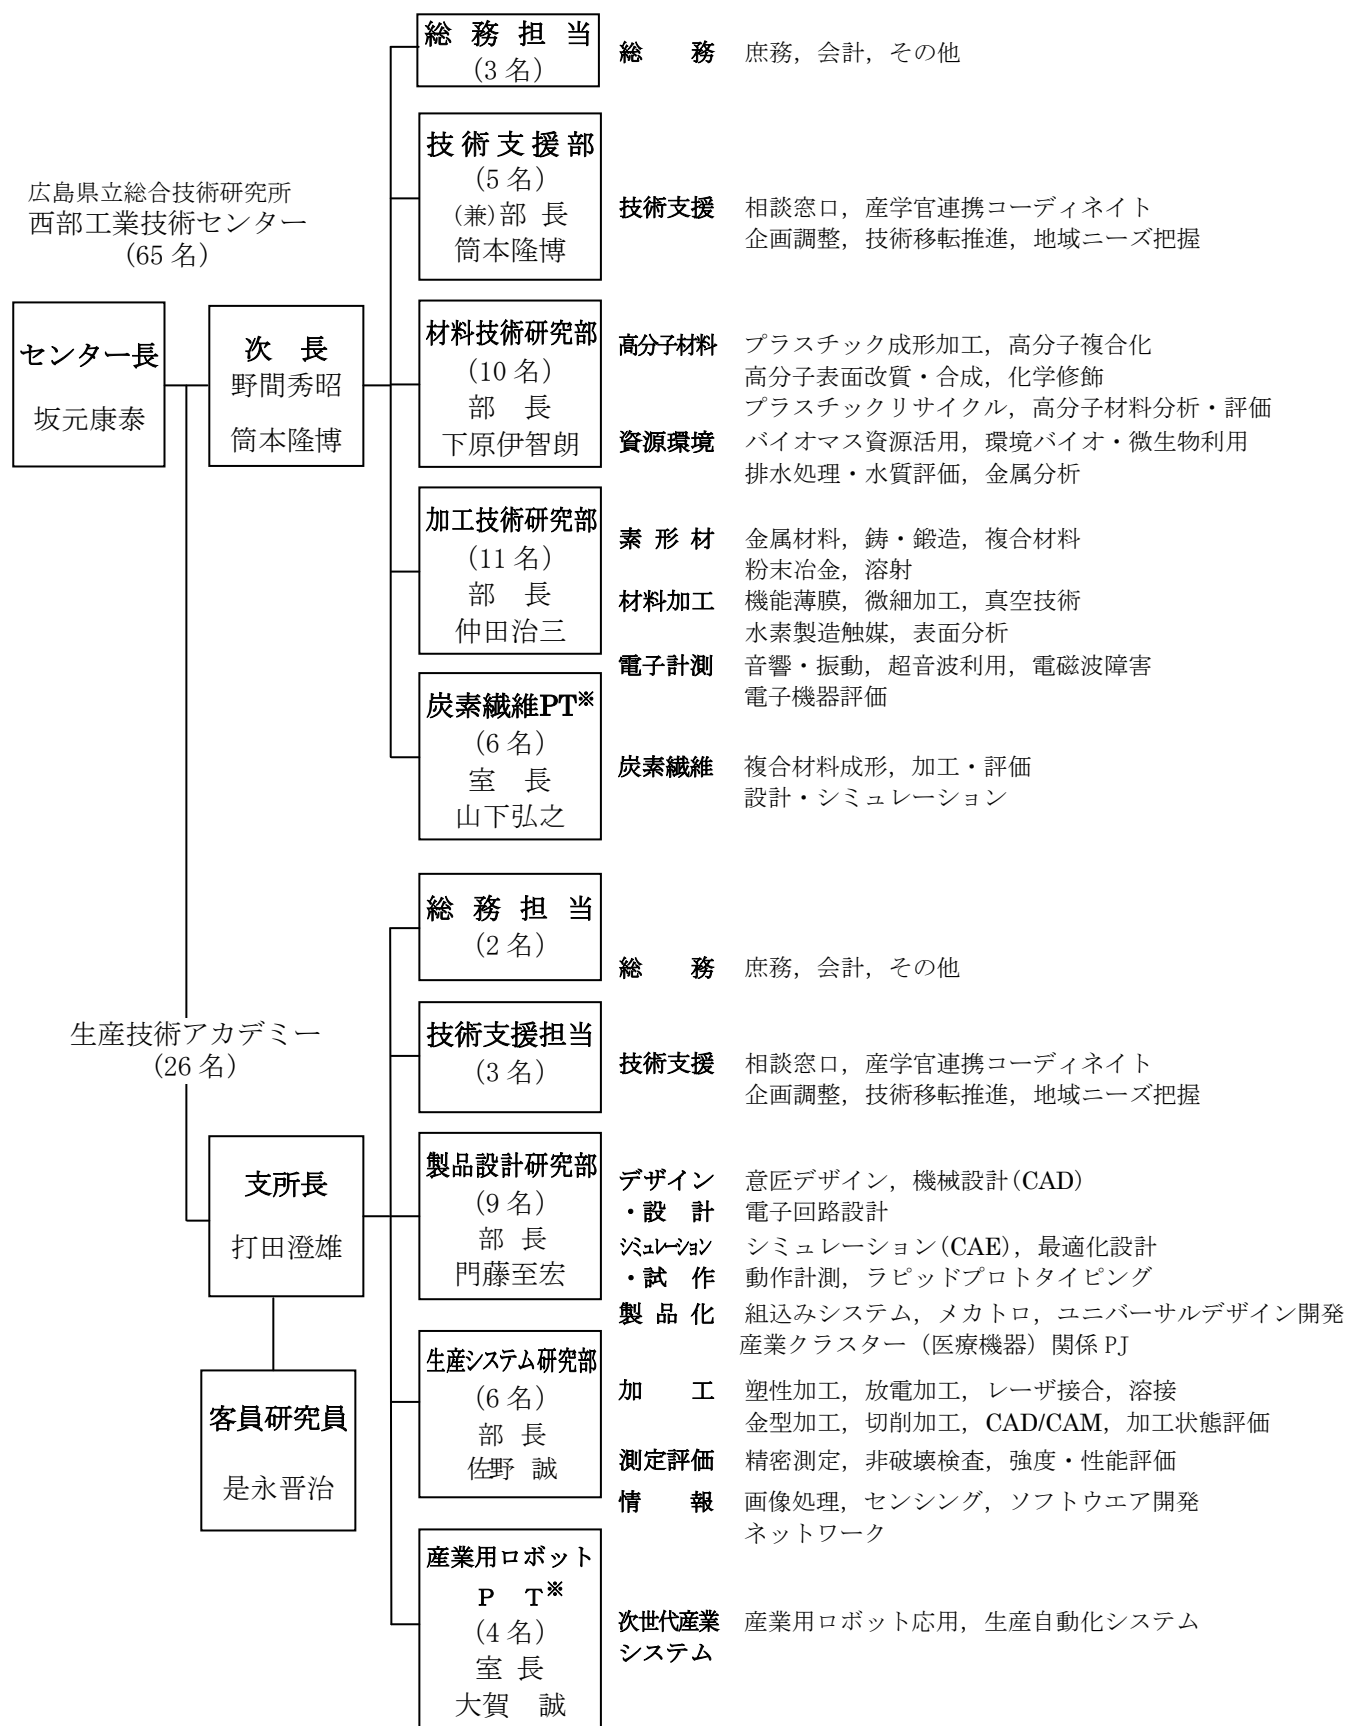 総 務 担 当
(3 名)
総 務 庶務，会計，その他
技 術 支 援 部
(5 名)
(兼)部 長
筒本隆博
技術支援 相談窓口，産学官連携コーディネイト
企画調整，技術移転推進，地域ニーズ把握
広島県立総合技術研究所
西部工業技術センター
(65 名)
センター長
坂元康泰
次 長
野間秀昭
筒本隆博
材料技術研究部
(10 名)
部 長
下原伊智朗
高分子材料 プラスチック成形加工，高分子複合化
高分子表面改質・合成，化学修飾
プラスチックリサイクル，高分子材料分析・評価
資源環境 バイオマス資源活用，環境バイオ・微生物利用
排水処理・水質評価，金属分析
加工技術研究部
(11 名)
部 長
仲田治三
素 形 材 金属材料，鋳・鍛造，複合材料
粉末冶金，溶射
材料加工 機能薄膜，微細加工，真空技術
水素製造触媒，表面分析
電子計測 音響・振動，超音波利用，電磁波障害
電子機器評価
炭素繊維PT※
(6 名)
室 長
山下弘之
炭素繊維 複合材料成形，加工・評価
設計・シミュレーション
総 務 担 当
(2 名)
総 務 庶務，会計，その他
生産技術アカデミー
(26 名)
技術支援担当
(3 名)
技術支援 相談窓口，産学官連携コーディネイト
企画調整，技術移転推進，地域ニーズ把握
支所長
打田澄雄
客員研究員
是永晋治
製品設計研究部
(9 名)
部 長
門藤至宏
デザイン 意匠デザイン，機械設計(CAD)
・設 計 電子回路設計
シミュレーション シミュレーション(CAE)，最適化設計
・試 作 動作計測，ラピッドプロトタイピング
製 品 化 組込みシステム，メカトロ，ユニバーサルデザイン開発
産業クラスター（医療機器）関係 PJ
生産システム研究部
(6 名)
部 長
佐野 誠
加 工 塑性加工，放電加工，レーザ接合，溶接
金型加工，切削加工，CAD/CAM，加工状態評価
測定評価 精密測定，非破壊検査，強度・性能評価
情 報 画像処理，センシング，ソフトウエア開発
ネットワーク
産業用ロボット
P T※
(4 名)
室 長
大賀 誠
次世代産業 産業用ロボット応用，生産自動化システム
システム